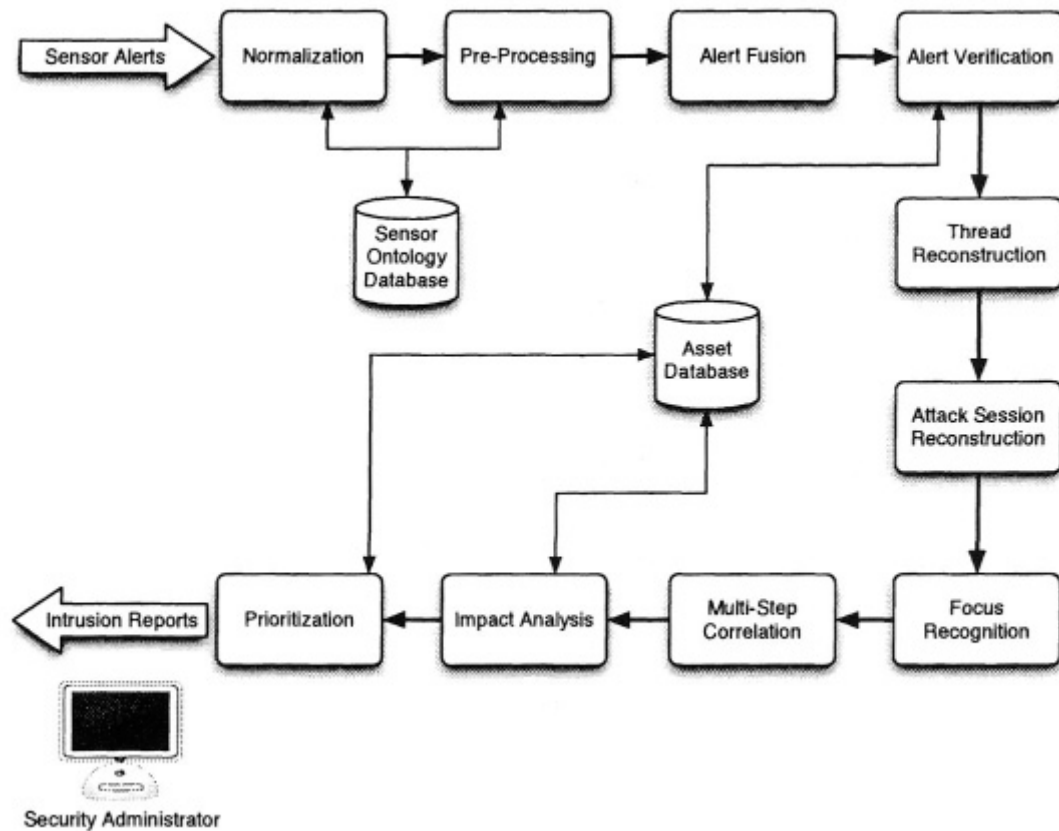 Sensor Alerts
Normalization
Pre-Processing
Alert Fusion
Alert Verification
Sensor
Ontology
Database
Thread
Reconstruction
Asset
Database
Attack Session
Reconstruction
Intrusion Reports
Prioritization
Impact Analysis
Multi-Step
Correlation
Focus
Recognition
Security Administrator